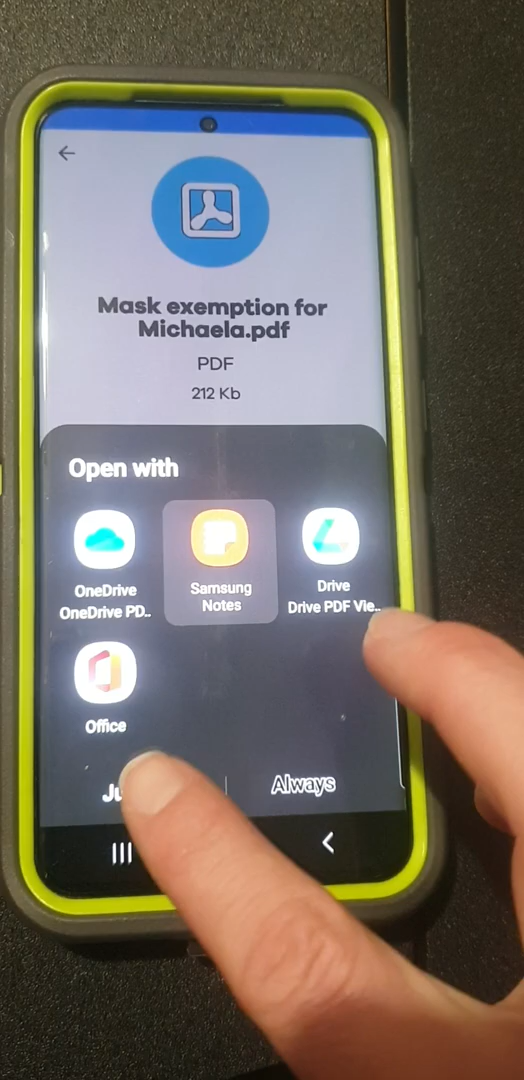 Mask exemption for
Michaela.pdf
PDF
212 Kb
Open with
OneDrive
OneDrive PD..
Samsung
Notes
Drive
Drive PDF Vie..
Office
Always